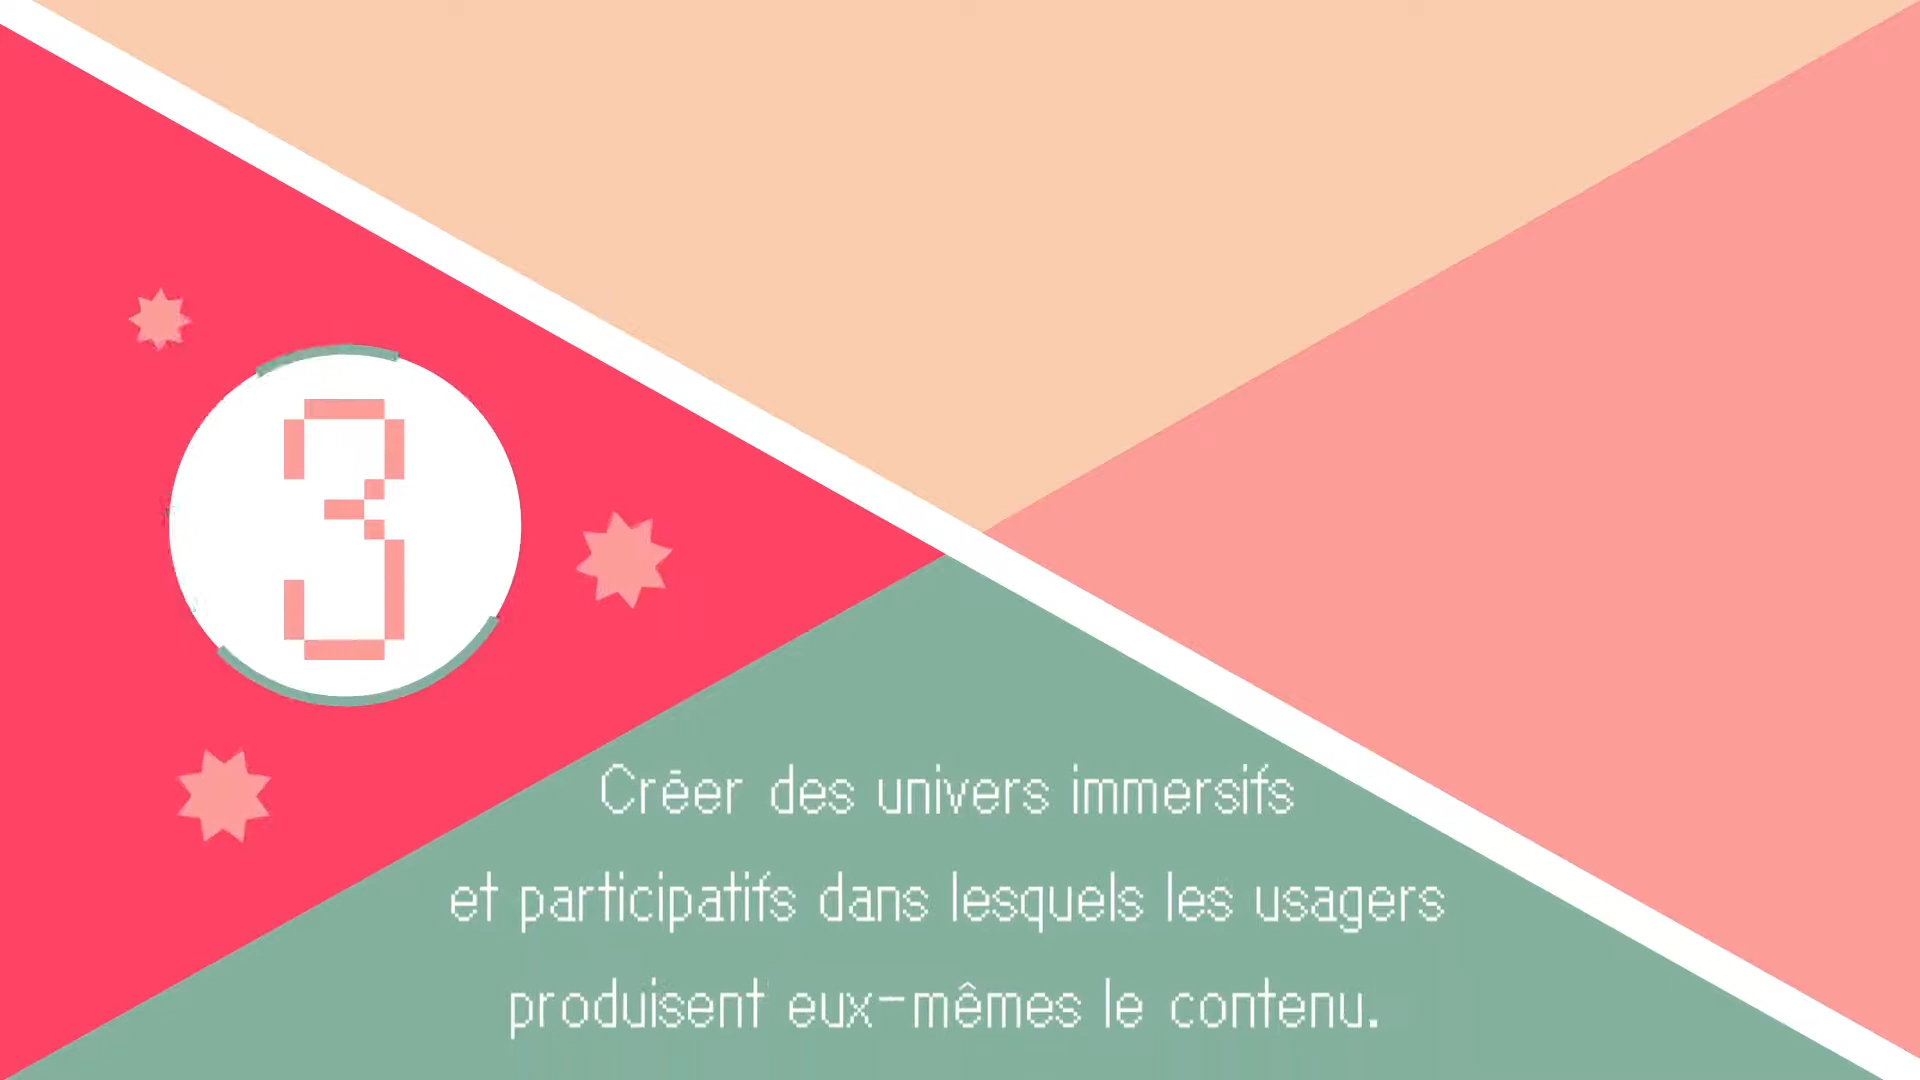 3
Créer des univers immersifs
et participatifs dans lesquels les usagers
produisent eux-mêmes le contenu.